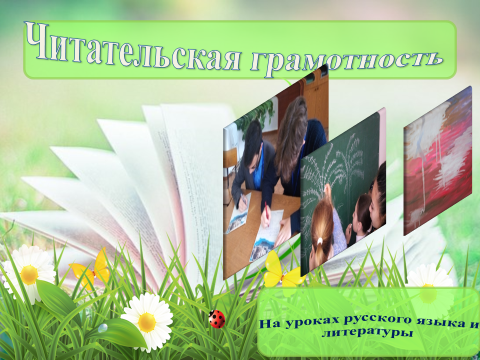 Читательская грамотность
На уроках русского языка и
литературы